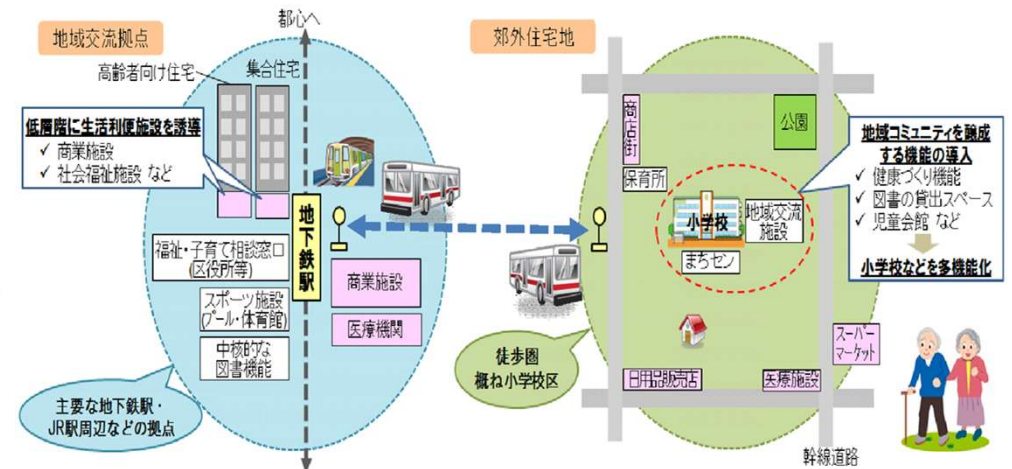 地域交流拠点
都心へ
高齢者向け住宅
集合住宅
低層階に生活利便施設を誘導
✓ 商業施設
✓ 社会福祉施設 など
地下鉄駅
福祉・子育て相談窓口
(区役所等)
スポーツ施設
(プール・体育館)
中核的な
図書機能
商業施設
医療機関
主要な地下鉄駅・
JR駅周辺などの拠点
郊外住宅地
商店街
公園
保育所
小学校
地域交流
施設
まちセン
地域コミュニティを醸成
する機能の導入
✓ 健康づくり機能
✓ 図書の貸出スペース
✓ 児童会館 など
小学校などを多機能化
徒歩圏
概ね小学校区
日用品販売店
医療施設
スーパー
マーケット
幹線道路